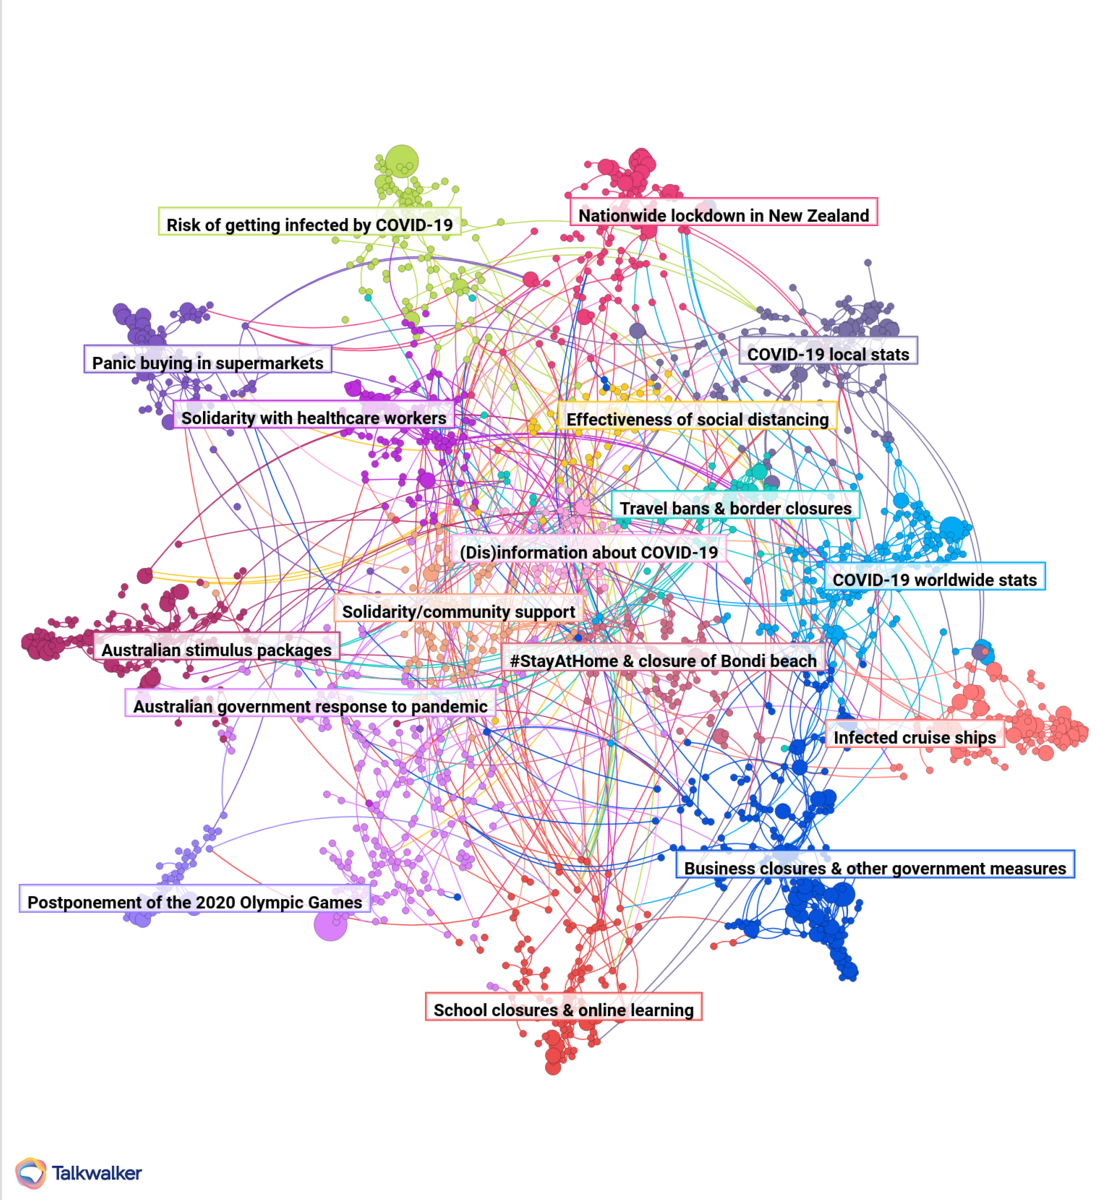 Nationwide lockdown in New Zealand
Risk of getting infected by COVID-19
COVID-19 local stats
Panic buying in supermarkets
Solidarity with healthcare workers
Effectiveness of social distancing
Travel bans & border closures
(Dis)information about COVID-19
COVID-19 worldwide stats
Solidarity/community support
Australian stimulus packages
#StayAtHome & closure of Bondi beach
Australian government response to pandemic
Infected cruise ships
Business closures & other government measures
Postponement of the 2020 Olympic Games
School closures & online learning
Talkwalker